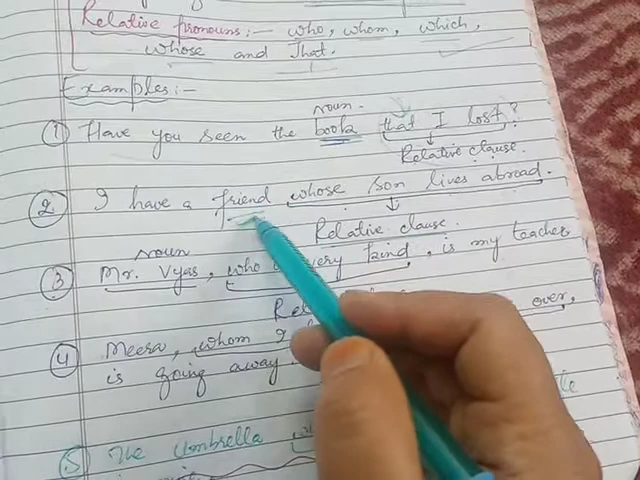 Relative pronouns :- who, whom, which,
whose and That.
Examples :-
noun.
① Have you seen the book that I lost?
Relative clause.
② I have a friend whose son lives abroad.
Relative clause.
noun
③ Mr. Vyas, who very kind, is my teacher
over,
④ Meera, whom I
is going away.
⑤ The Umbrella